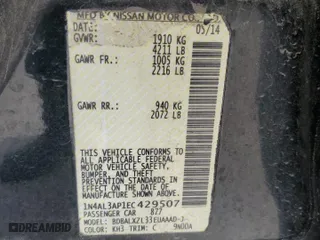 MFD BY NISSAN MOTOR CO.,
DATE: 05/14
GVWR: 1910 KG
4211 LB
GAWR FR.: 1005 KG
2216 LB
GAWR RR.: 940 KG
2072 LB
THIS VEHICLE CONFORMS TO ALL
APPLICABLE FEDERAL MOTOR VEHICLE SAFETY,
BUMPER, AND THEFT PREVENTION STANDARDS
IN EFFECT ON THE DATE OF
MANUFACTURE SHOWN ABOVE.
1N4AL3AP1EC429507
PASSENGER CAR 827
MODEL: BDBALXZL33EUAAAD-J
COLOR: KH3 TRIM: C 9N0DA